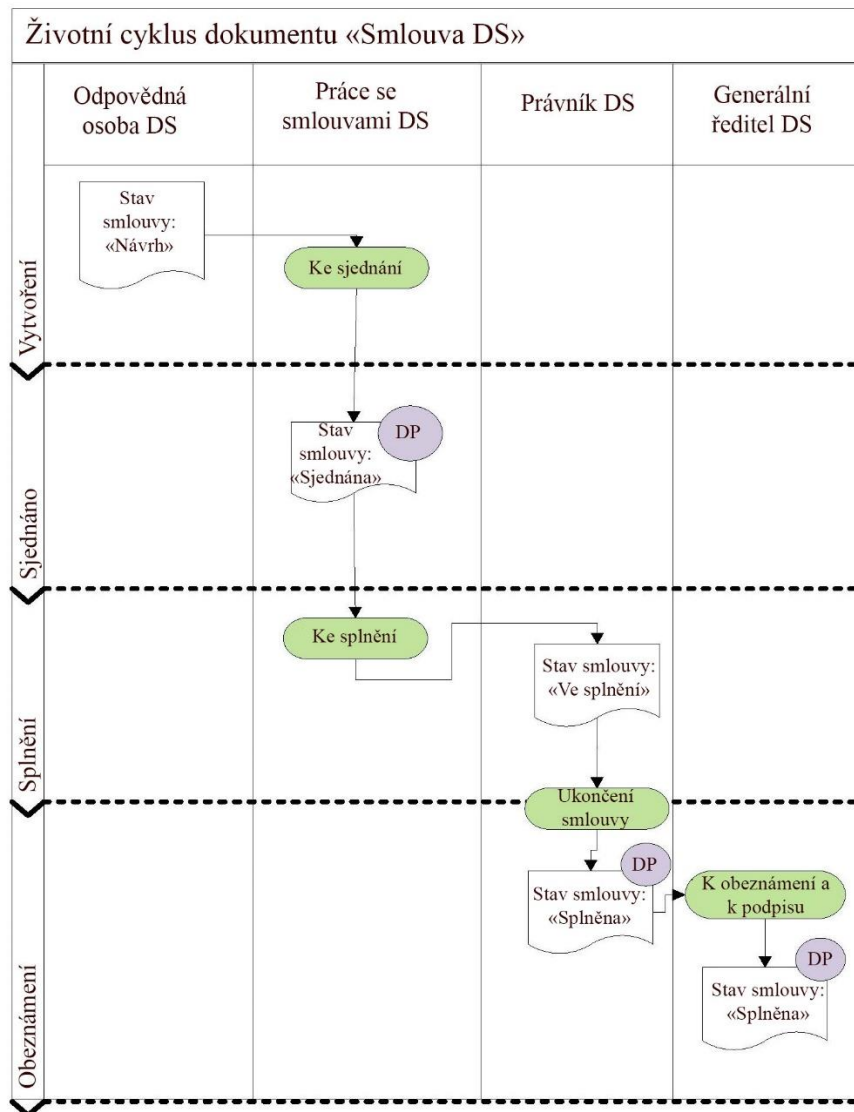 Životní cyklus dokumentu «Smlouva DS»
Odpovědná
osoba DS
Práce se
smlouvami DS
Právník DS
Generální
ředitel DS
Vytvoření
Stav
smlouvy:
«Návrh»
Ke sjednání
Sjednáno
Stav
smlouvy:
«Sjednána»
DP
Splnění
Ke splnění
Stav smlouvy:
«Ve splnění»
Ukončení
smlouvy
Obeznámení
DP
Stav smlouvy:
«Splněna»
K obeznámení a
k podpisu
DP
Stav smlouvy:
«Splněna»